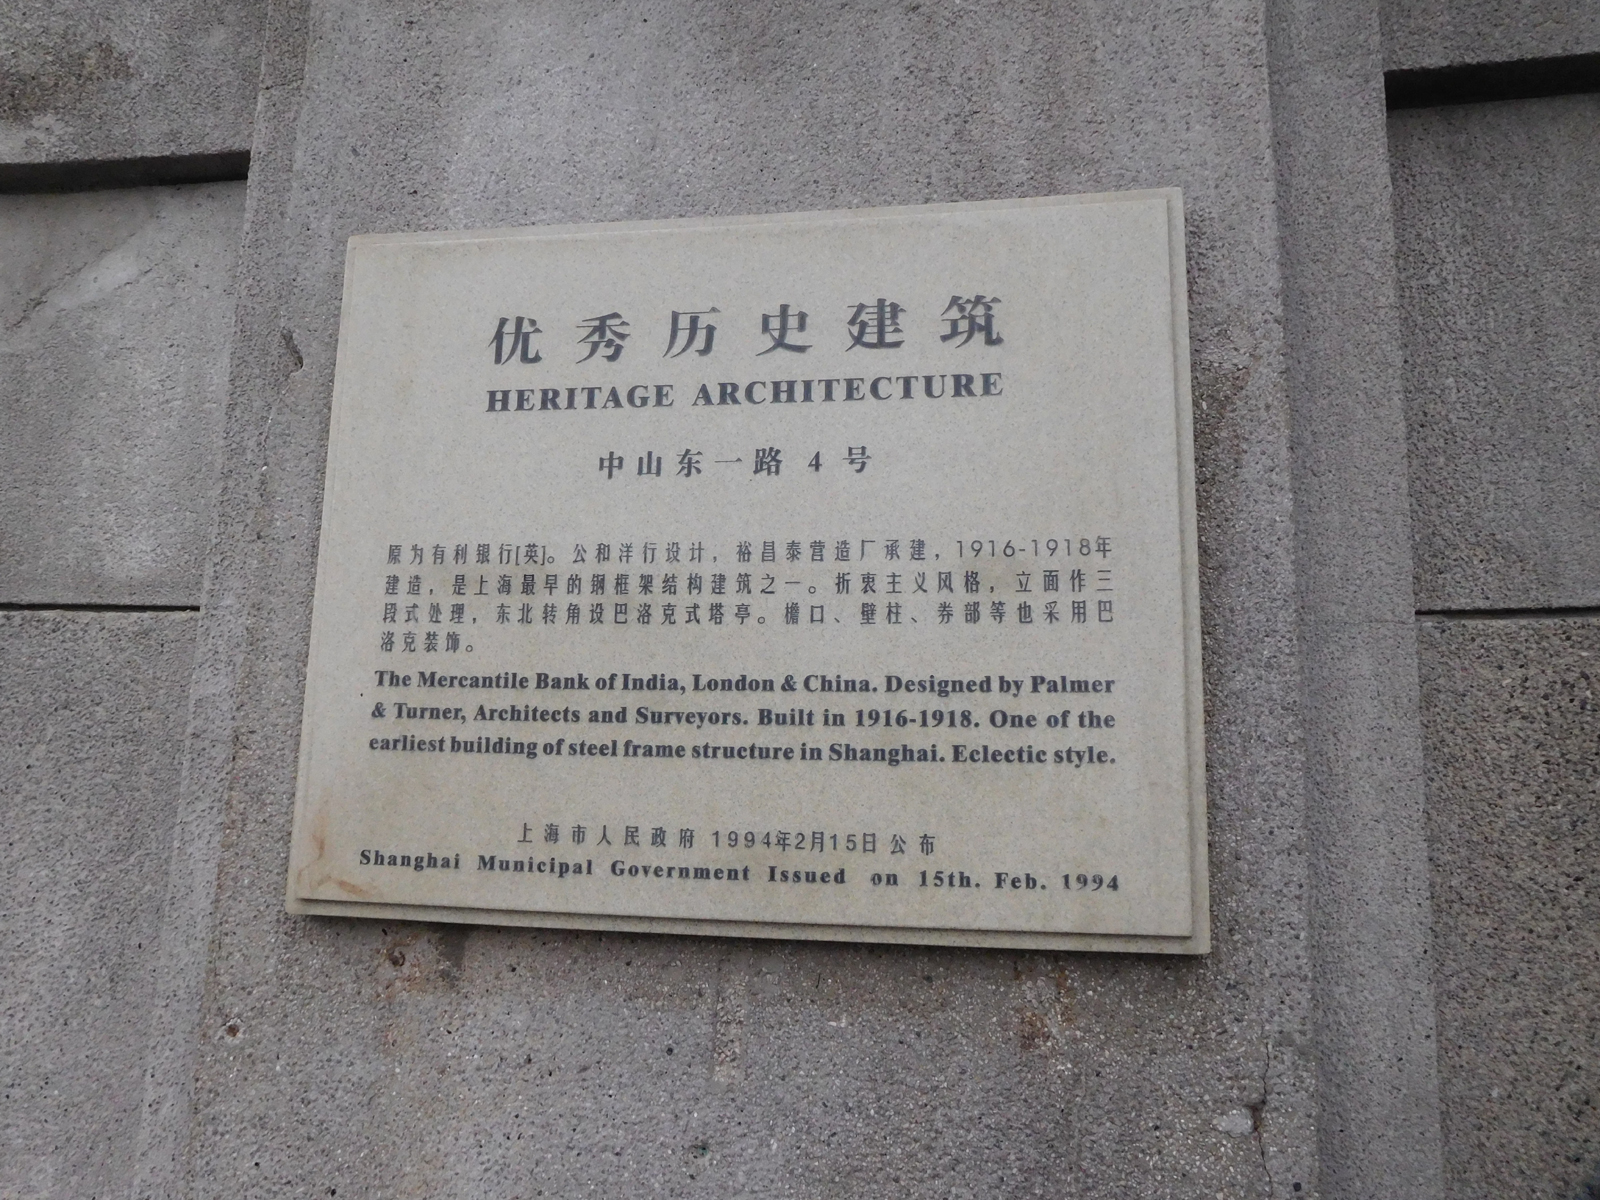 优秀历史建筑
HERITAGE ARCHITECTURE
中山东一路 4 号
原为有利银行[英]。公和洋行设计，裕昌泰营造厂承建，1916-1918年
建造，是上海最早的钢框架结构建筑之一。折衷主义风格，立面作三
段式处理，东北转角设巴洛克式塔亭。檐口、壁柱、券部等也采用巴
洛克装饰。
The Mercantile Bank of India, London & China. Designed by Palmer
& Turner, Architects and Surveyors. Built in 1916-1918. One of the
earliest building of steel frame structure in Shanghai. Eclectic style.
上海市人民政府 1994年2月15日公布
Shanghai Municipal Government Issued on 15th. Feb. 1994